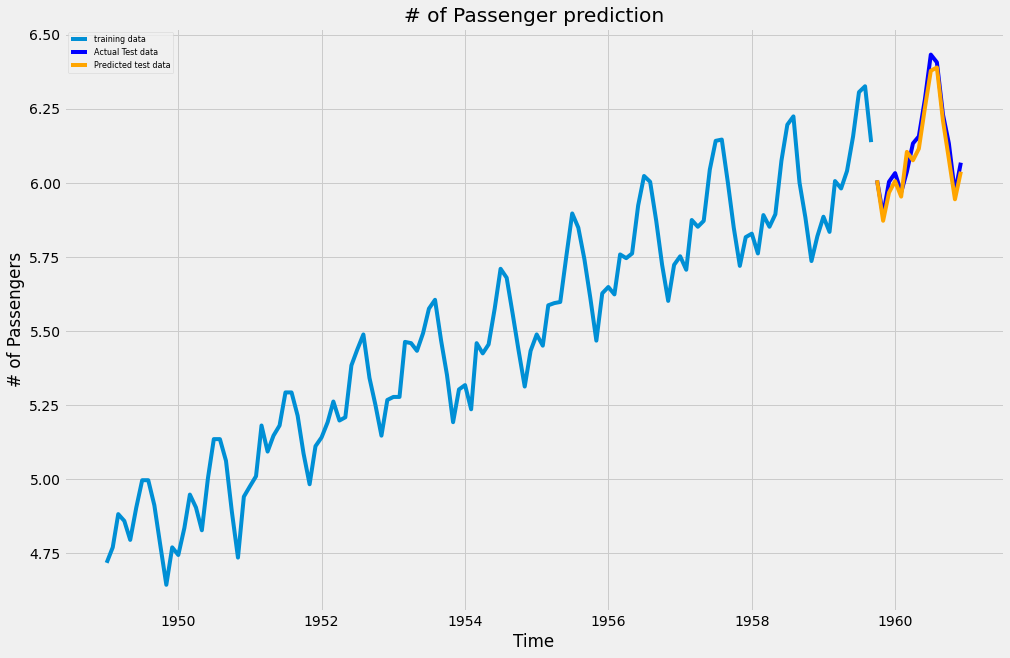 # of Passenger prediction
training data
Actual Test data
Predicted test data
6.50
6.25
6.00
5.75
5.50
5.25
5.00
4.75
# of Passengers
1950 1952 1954 1956 1958 1960
Time